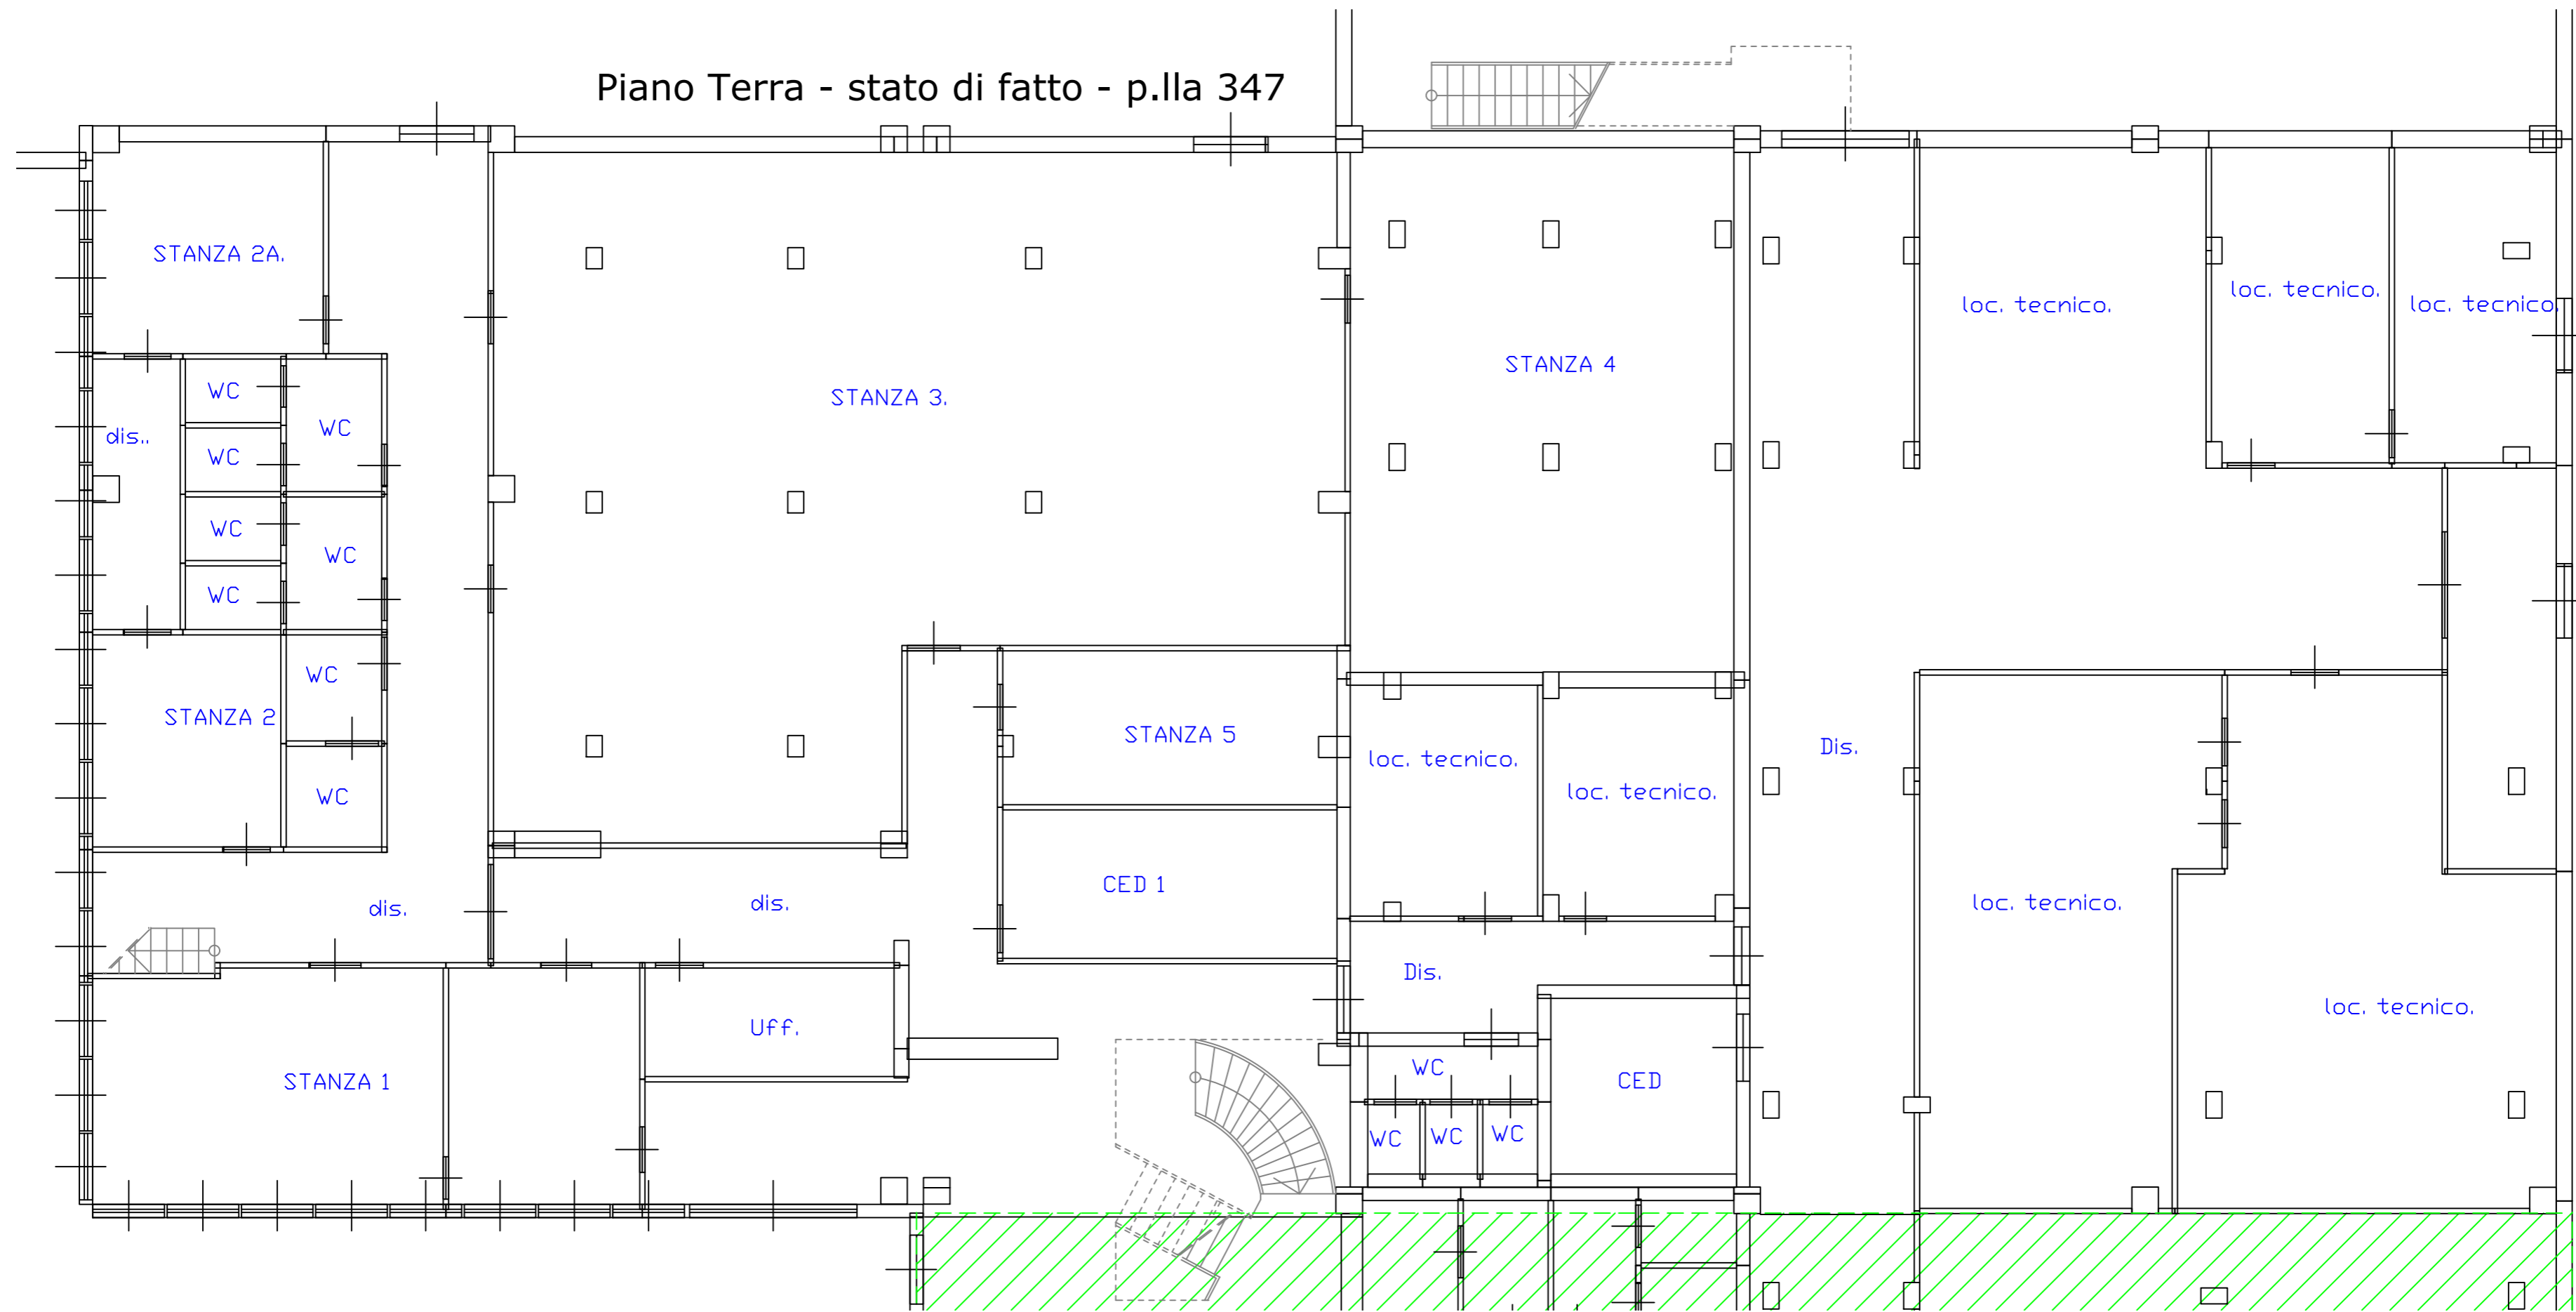 Piano Terra - stato di fatto - p.lla 347
STANZA 2A.
loc. tecnico.
loc. tecnico.
loc. tecnico.
STANZA 4
WC
STANZA 3.
WC
dis..
WC
WC
WC
WC
STANZA 2
WC
STANZA 5
Dis.
loc. tecnico.
loc. tecnico.
WC
CED 1
dis.
dis.
loc. tecnico.
Dis.
loc. tecnico.
Uff.
STANZA 1
WC
CED
WC
WC
WC